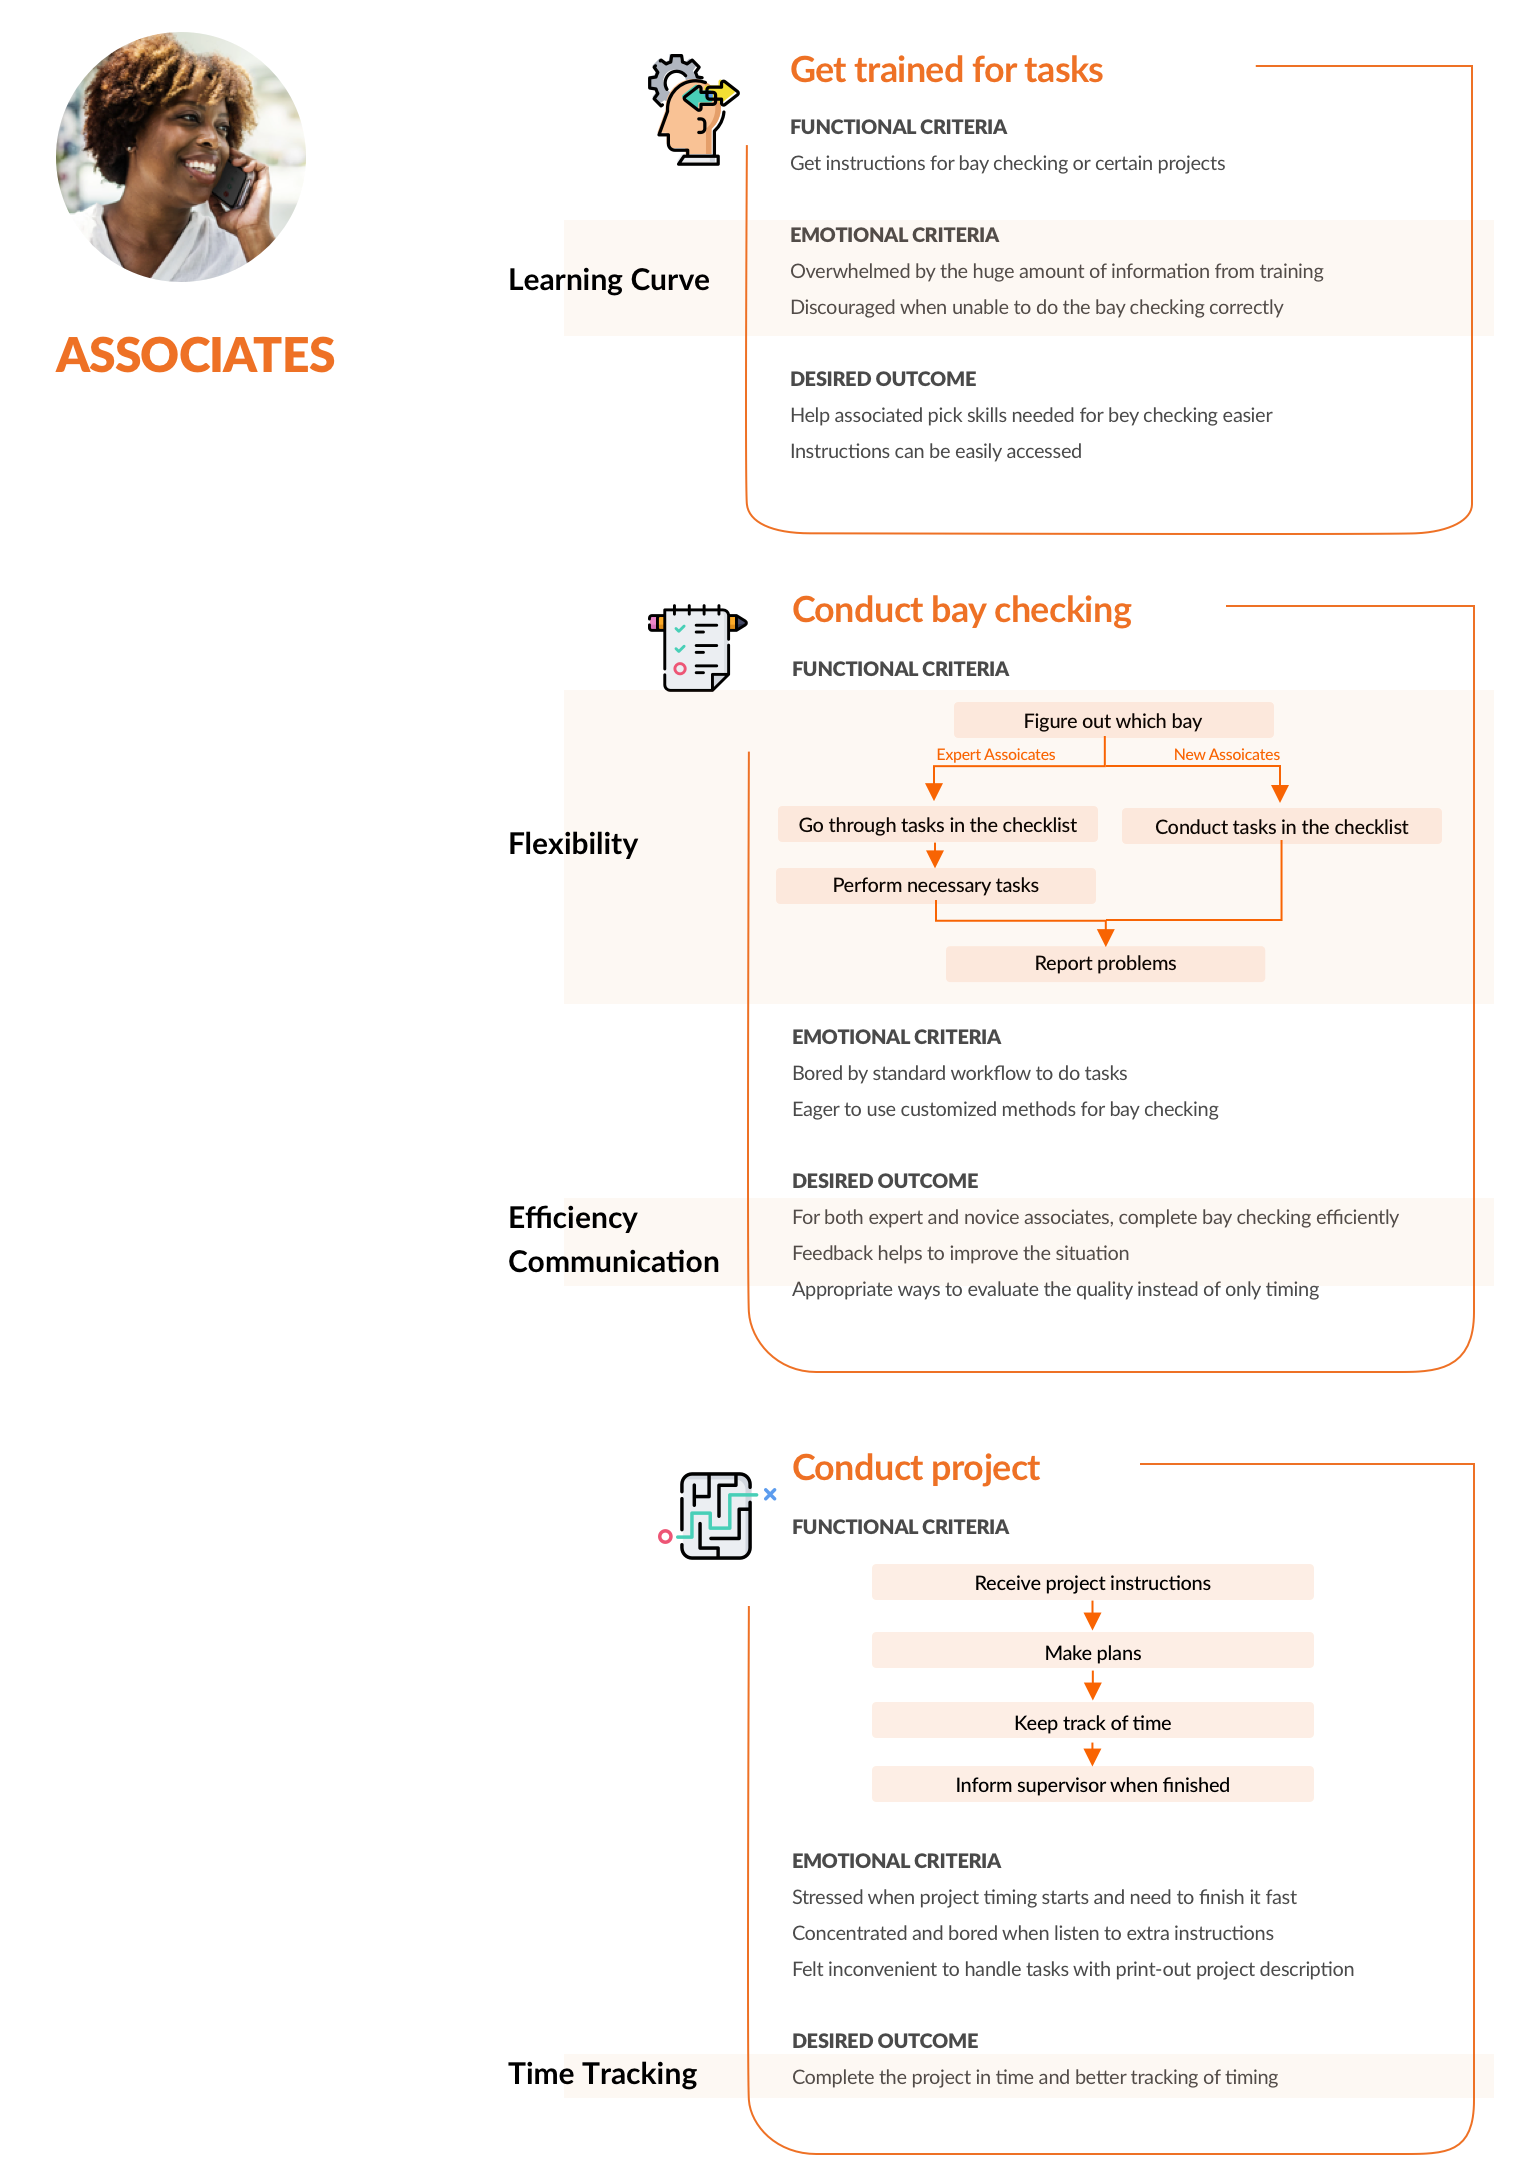 ASSOCIATES
Get trained for tasks
FUNCTIONAL CRITERIA
Get instructions for bay checking or certain projects
Learning Curve
EMOTIONAL CRITERIA
Overwhelmed by the huge amount of information from training
Discouraged when unable to do the bay checking correctly
DESIRED OUTCOME
Help associated pick skills needed for bey checking easier
Instructions can be easily accessed
Conduct bay checking
FUNCTIONAL CRITERIA
Flexibility
Figure out which bay
Expert Assoicates
New Assoicates
Go through tasks in the checklist
Conduct tasks in the checklist
Perform necessary tasks
Report problems
EMOTIONAL CRITERIA
Bored by standard workflow to do tasks
Eager to use customized methods for bay checking
DESIRED OUTCOME
Efficiency
Communication
For both expert and novice associates, complete bay checking efficiently
Feedback helps to improve the situation
Appropriate ways to evaluate the quality instead of only timing
Conduct project
FUNCTIONAL CRITERIA
Receive project instructions
Make plans
Keep track of time
Inform supervisor when finished
EMOTIONAL CRITERIA
Stressed when project timing starts and need to finish it fast
Concentrated and bored when listen to extra instructions
Felt inconvenient to handle tasks with print-out project description
DESIRED OUTCOME
Time Tracking
Complete the project in time and better tracking of timing